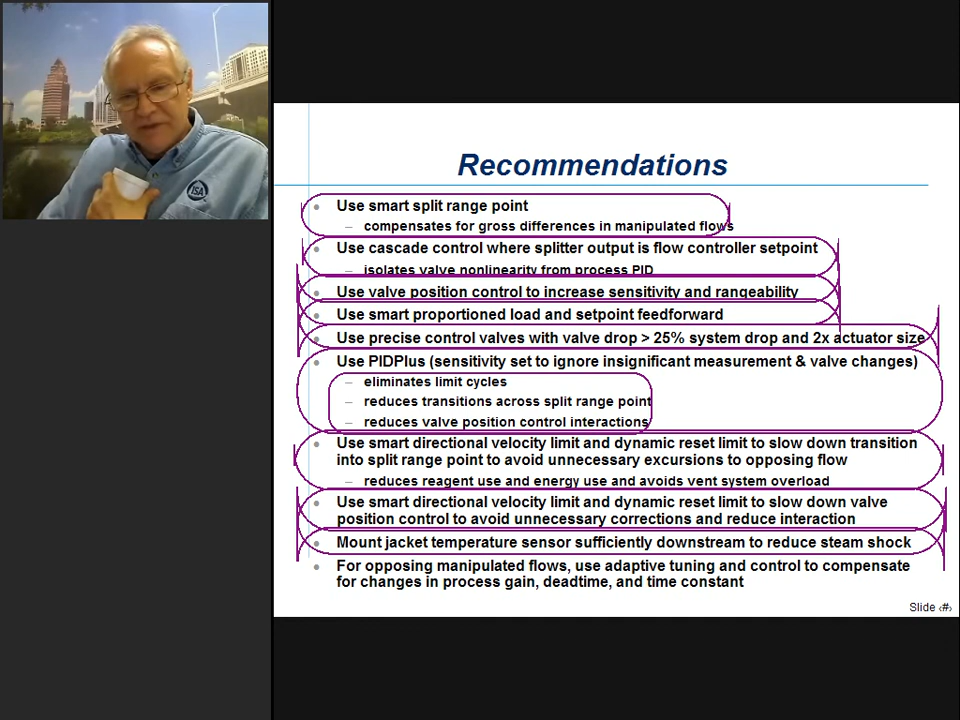 ISA
Recommendations
• Use smart split range point
– compensates for gross differences in manipulated flows
• Use cascade control where splitter output is flow controller setpoint
– isolates valve nonlinearity from process PID
• Use valve position control to increase sensitivity and rangeability
• Use smart proportioned load and setpoint feedforward
• Use precise control valves with valve drop > 25% system drop and 2x actuator size
• Use PIDPlus (sensitivity set to ignore insignificant measurement & valve changes)
– eliminates limit cycles
– reduces transitions across split range point
– reduces valve position control interactions
• Use smart directional velocity limit and dynamic reset limit to slow down transition
into split range point to avoid unnecessary excursions to opposing flow
– reduces reagent use and energy use and avoids vent system overload
• Use smart directional velocity limit and dynamic reset limit to slow down valve
position control to avoid unnecessary corrections and reduce interaction
• Mount jacket temperature sensor sufficiently downstream to reduce steam shock
• For opposing manipulated flows, use adaptive tuning and control to compensate
for changes in process gain, deadtime, and time constant
Slide ‹#›